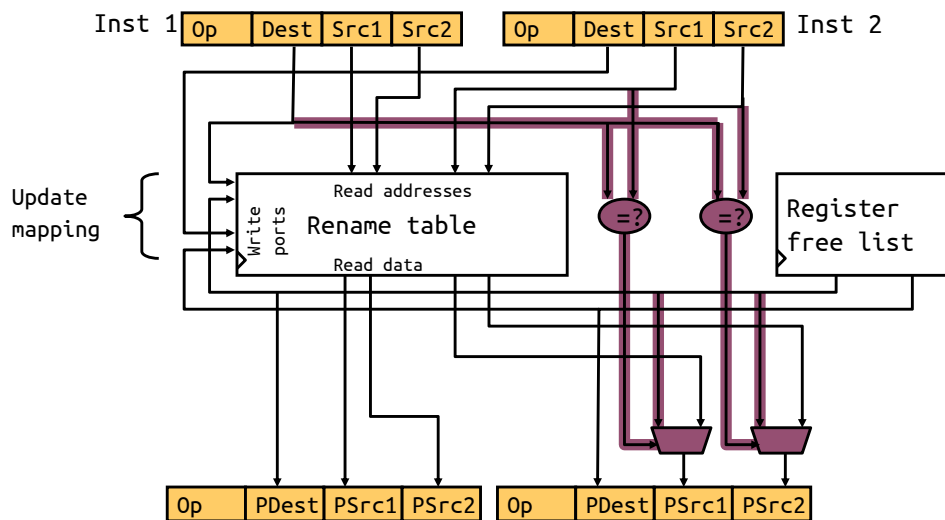 Inst 1 Op Dest Src1 Src2 Op Dest Src1 Src2 Inst 2
Update
mapping
Write
ports
Read addresses
Rename table
Read data
=? =?
Register
free list
Op PDest PSrc1 PSrc2 Op PDest PSrc1 PSrc2